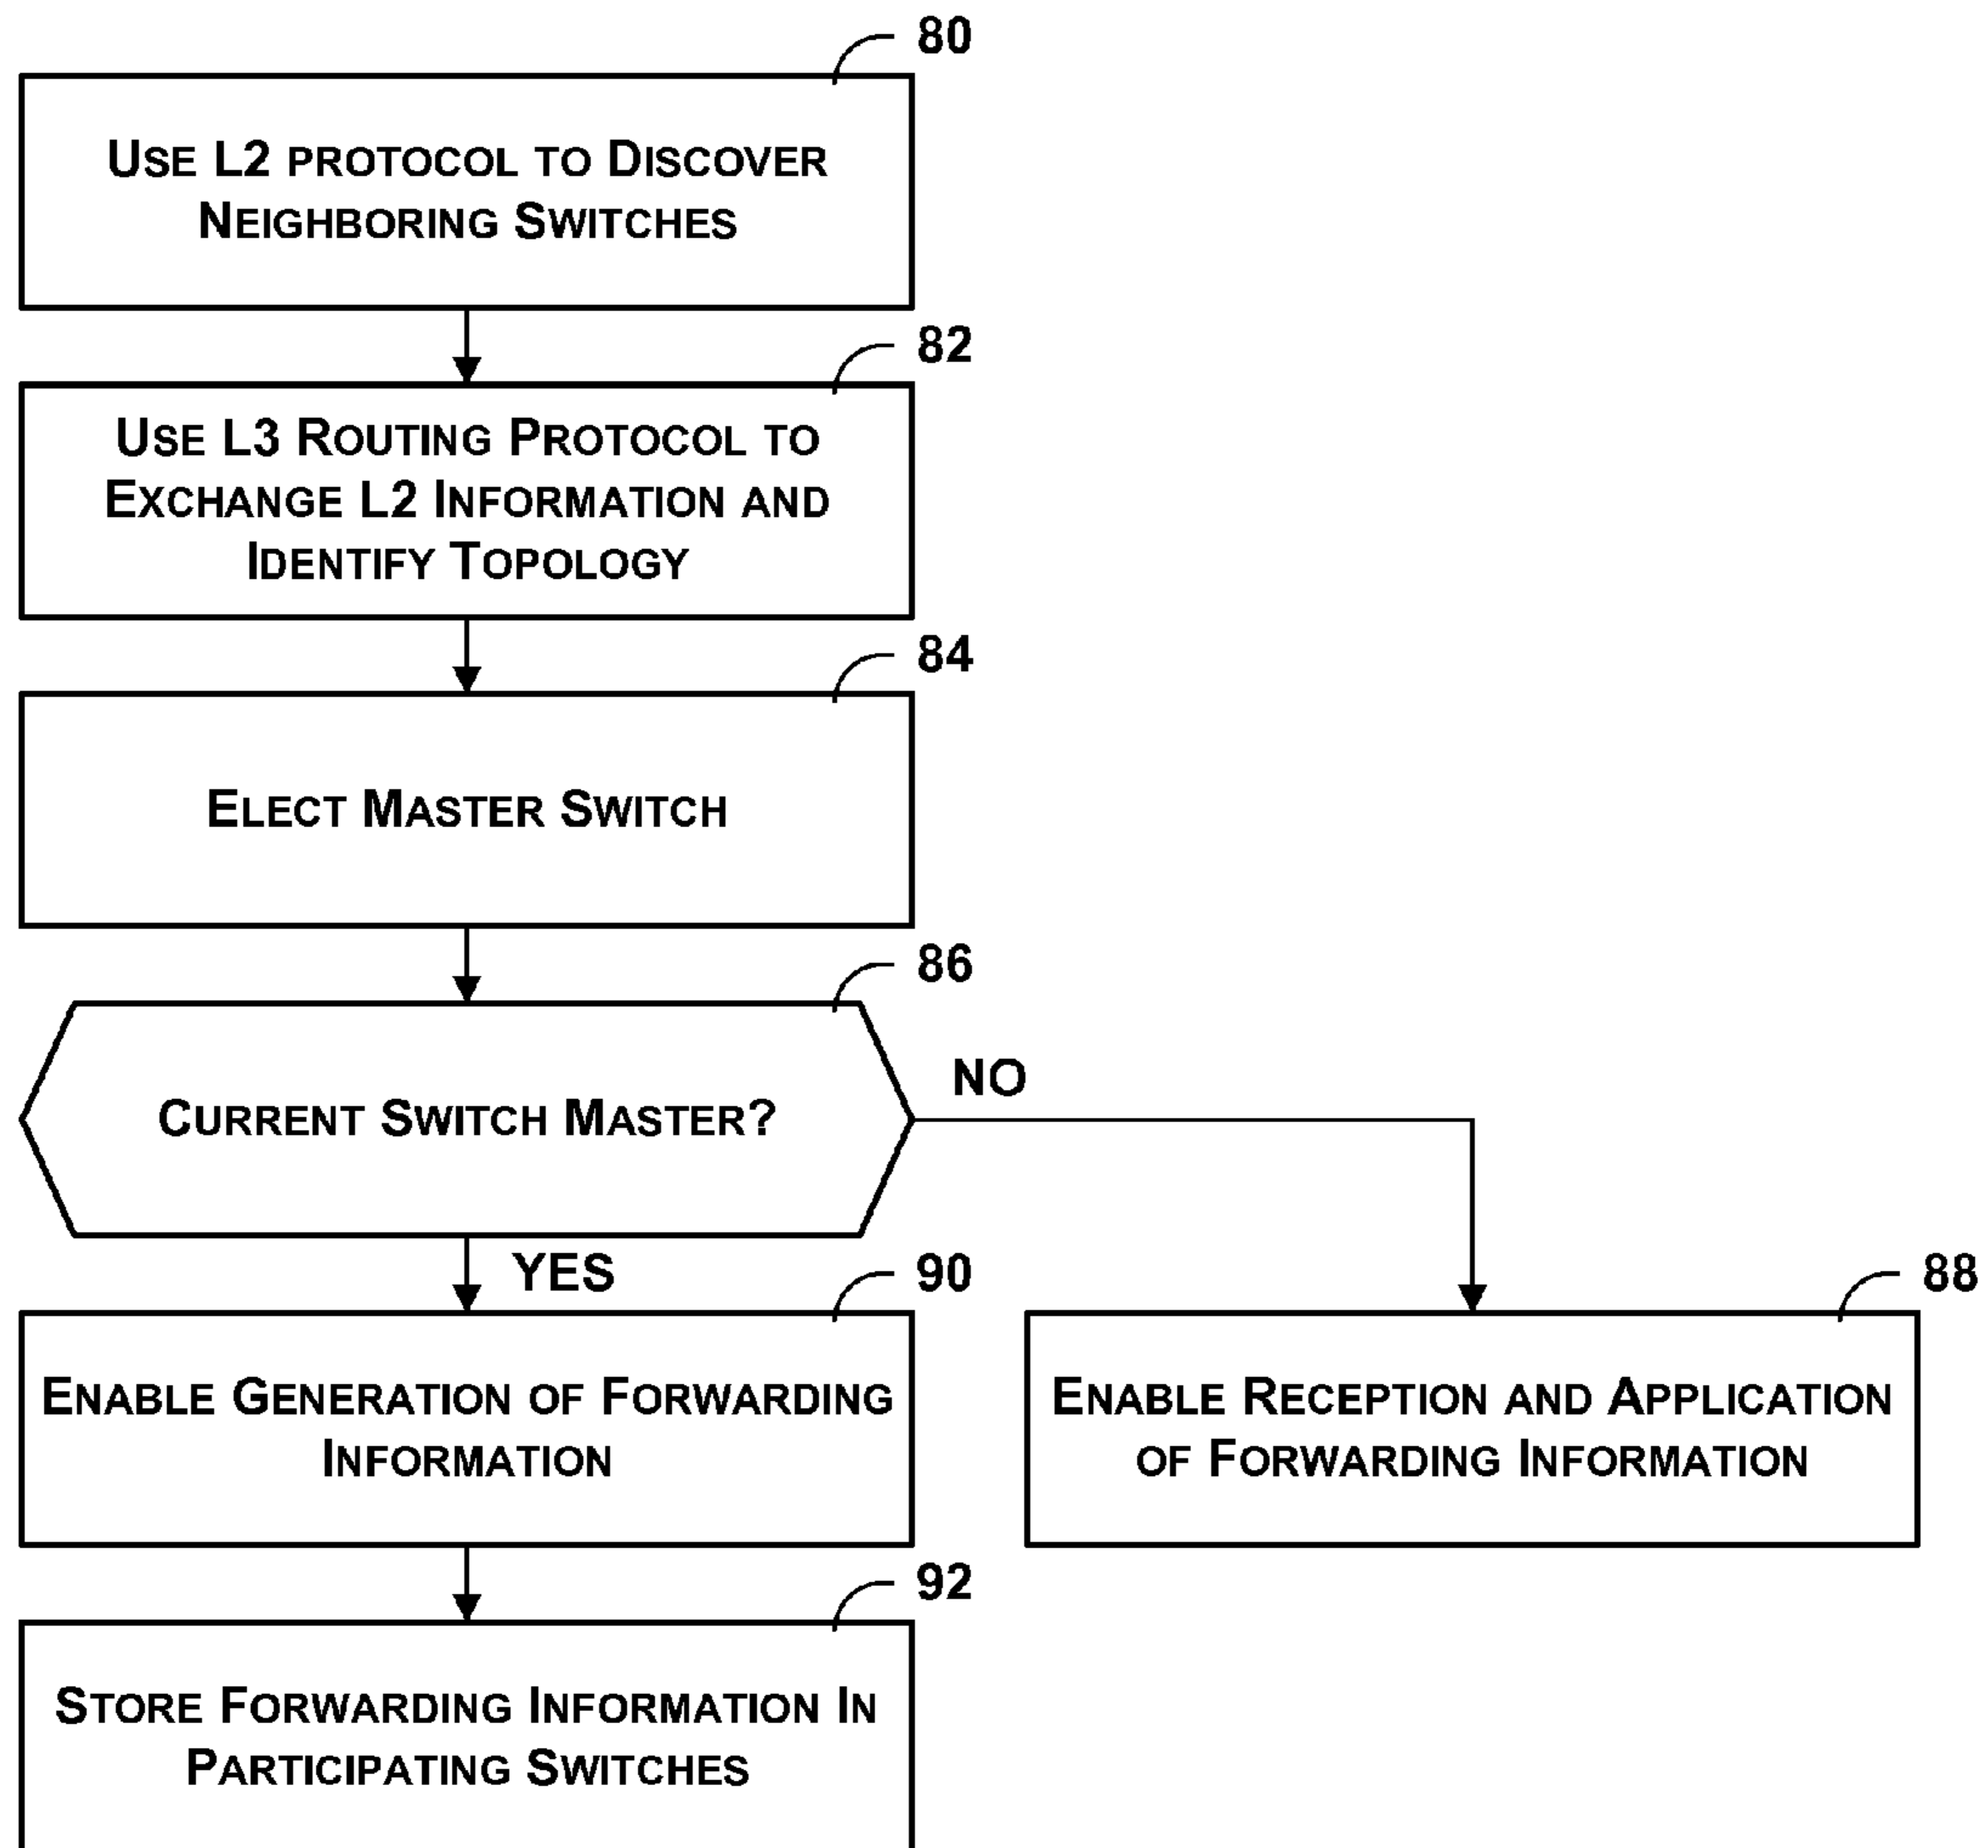 80
USE L2 PROTOCOL TO DISCOVER
NEIGHBORING SWITCHES
82
USE L3 ROUTING PROTOCOL TO
EXCHANGE L2 INFORMATION AND
IDENTIFY TOPOLOGY
84
ELECT MASTER SWITCH
86
CURRENT SWITCH MASTER?
NO
YES
90
ENABLE GENERATION OF FORWARDING
INFORMATION
88
ENABLE RECEPTION AND APPLICATION
OF FORWARDING INFORMATION
92
STORE FORWARDING INFORMATION IN
PARTICIPATING SWITCHES